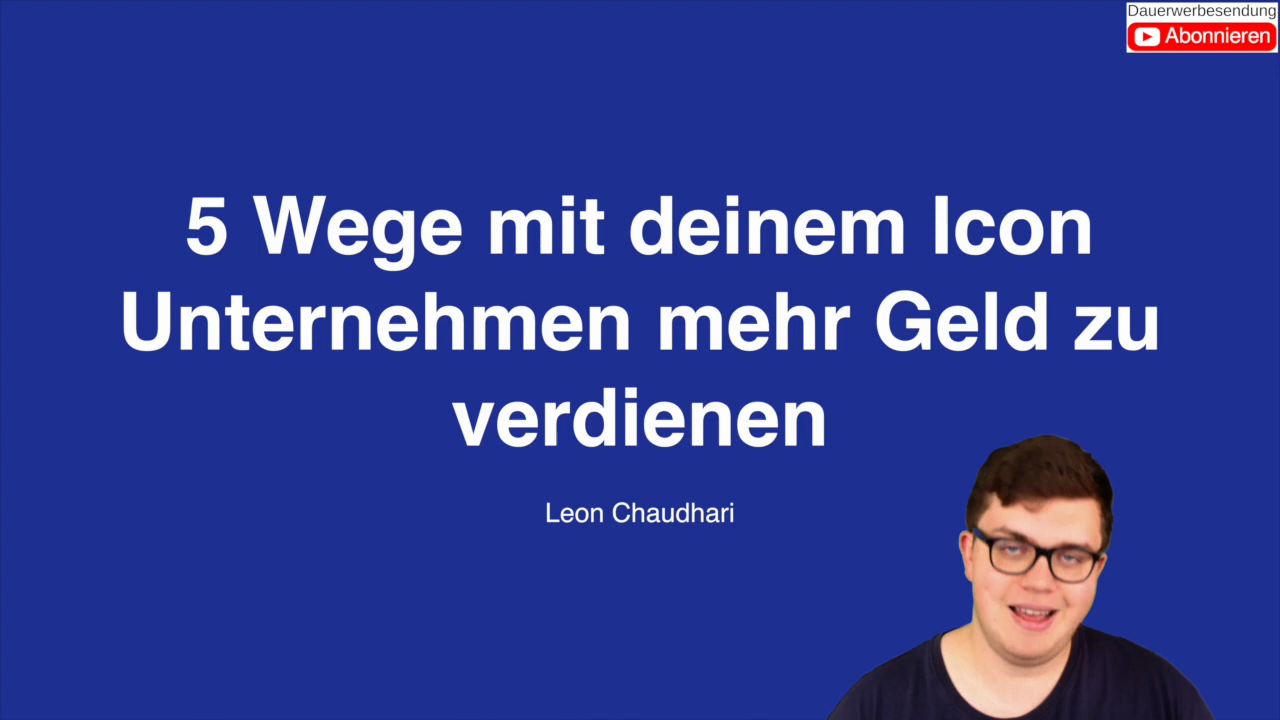 Dauerwerbesendung
Abonnieren
5 Wege mit deinem Icon
Unternehmen mehr Geld zu
verdienen
Leon Chaudhari